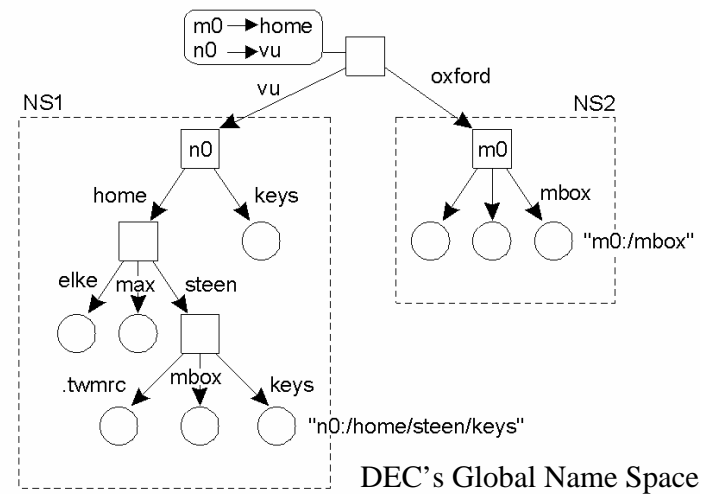 m0 → home
n0 → vu
vu
oxford
NS1
NS2
n0
m0
home
keys
mbox
"m0:/mbox"
elke
max
steen
.twmrc
mbox
keys
"n0:/home/steen/keys"
DEC's Global Name Space